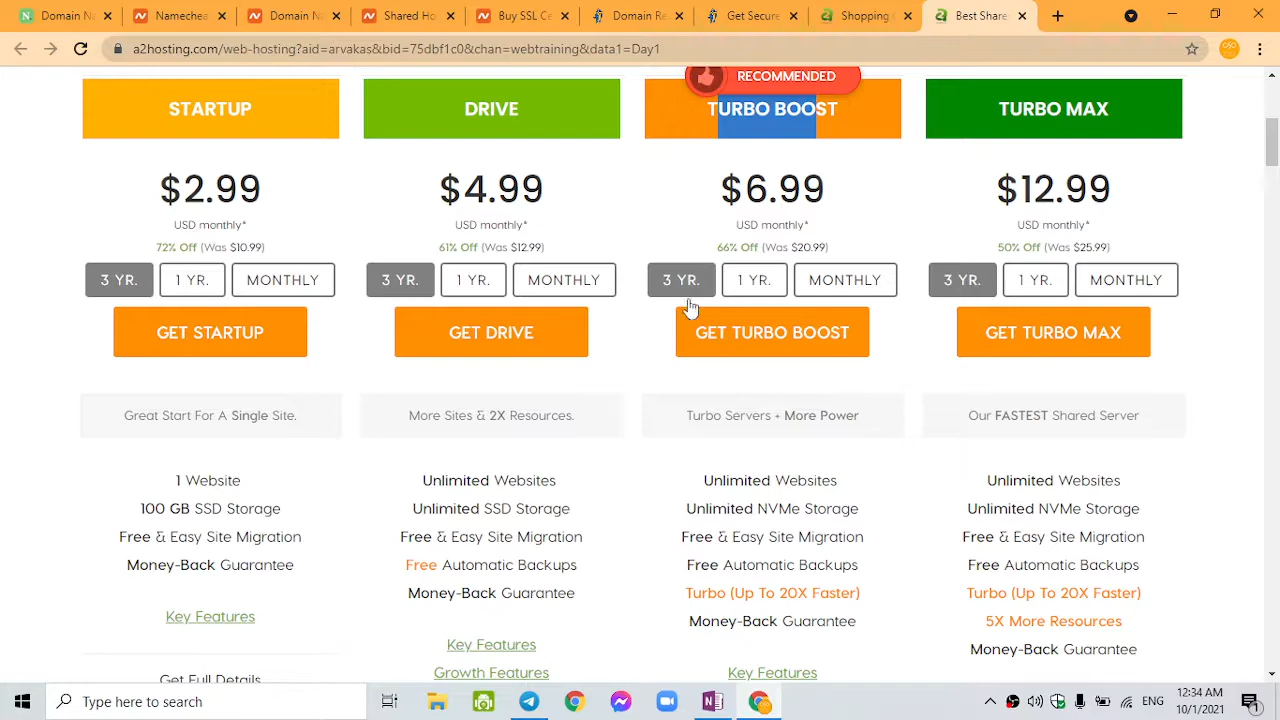 Domain Na
Namechea
Domain N
Shared Ho
Buy SSL Ce
Domain Re
Get Secure
Shopping C
Best Share
a2hosting.com/web-hosting?aid=arvakas&bid=75dbf1c0&chan=webtraining&data1=Day1
RECOMMENDED
STARTUP
$2.99
USD monthly*
72% Off (Was $10.99)
3 YR. 1 YR. MONTHLY
GET STARTUP
Great Start For A Single Site.
1 Website
100 GB SSD Storage
Free & Easy Site Migration
Money-Back Guarantee
Key Features
Get Full Details
DRIVE
$4.99
USD monthly*
61% Off (Was $12.99)
3 YR. 1 YR. MONTHLY
GET DRIVE
More Sites & 2X Resources.
Unlimited Websites
Unlimited SSD Storage
Free & Easy Site Migration
Free Automatic Backups
Money-Back Guarantee
Key Features
Growth Features
TURBO BOOST
$6.99
USD monthly*
66% Off (Was $20.99)
3 YR. 1 YR. MONTHLY
GET TURBO BOOST
Turbo Servers + More Power
Unlimited Websites
Unlimited NVMe Storage
Free & Easy Site Migration
Free Automatic Backups
Turbo (Up To 20X Faster)
Money-Back Guarantee
Key Features
TURBO MAX
$12.99
USD monthly*
50% Off (Was $25.99)
3 YR. 1 YR. MONTHLY
GET TURBO MAX
Our FASTEST Shared Server
Unlimited Websites
Unlimited NVMe Storage
Free & Easy Site Migration
Free Automatic Backups
Turbo (Up To 20X Faster)
5X More Resources
Money-Back Guarantee
Type here to search
ENG
12:34 AM
10/1/2021